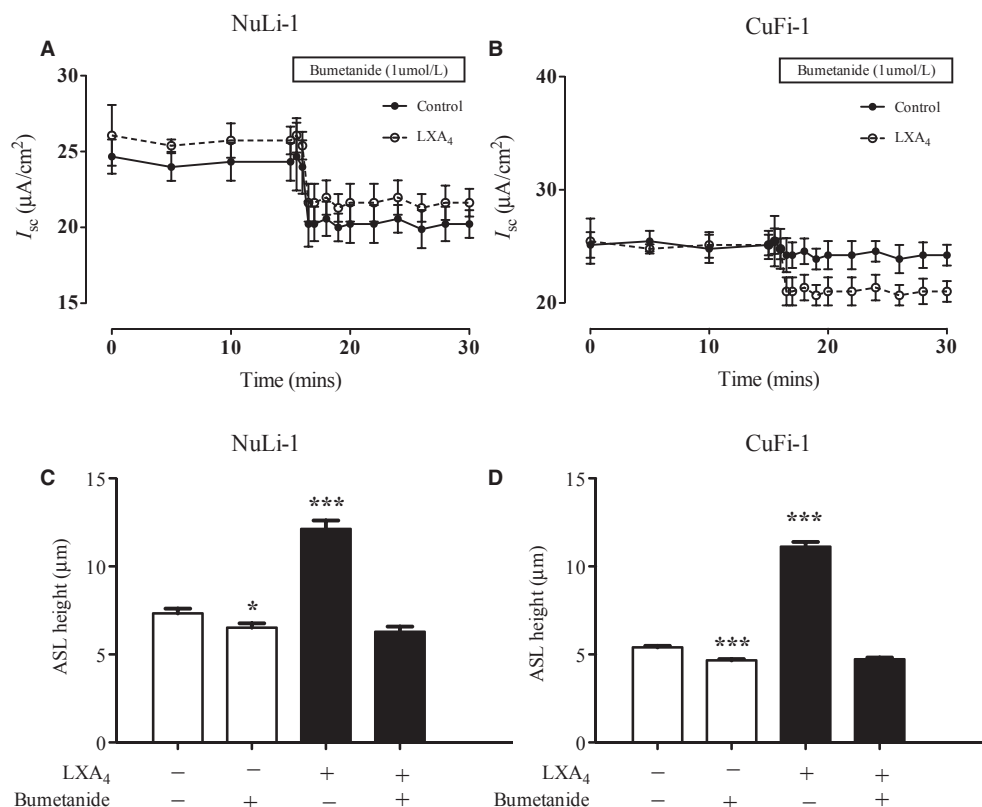 NuLi-1
A
Bumetanide (1umol/L)
Control
LXA₄
30
25
20
15
I_sc (µA/cm²)
0 10 20 30
Time (mins)
CuFi-1
B
Bumetanide (1umol/L)
Control
LXA₄
40
30
20
I_sc (µA/cm²)
0 10 20 30
Time (mins)
NuLi-1
C
15
10
5
0
ASL height (µm)
* ***
LXA₄ − − + +
Bumetanide − + − +
CuFi-1
D
15
10
5
0
ASL height (µm)
*** ***
LXA₄ − − + +
Bumetanide − + − +